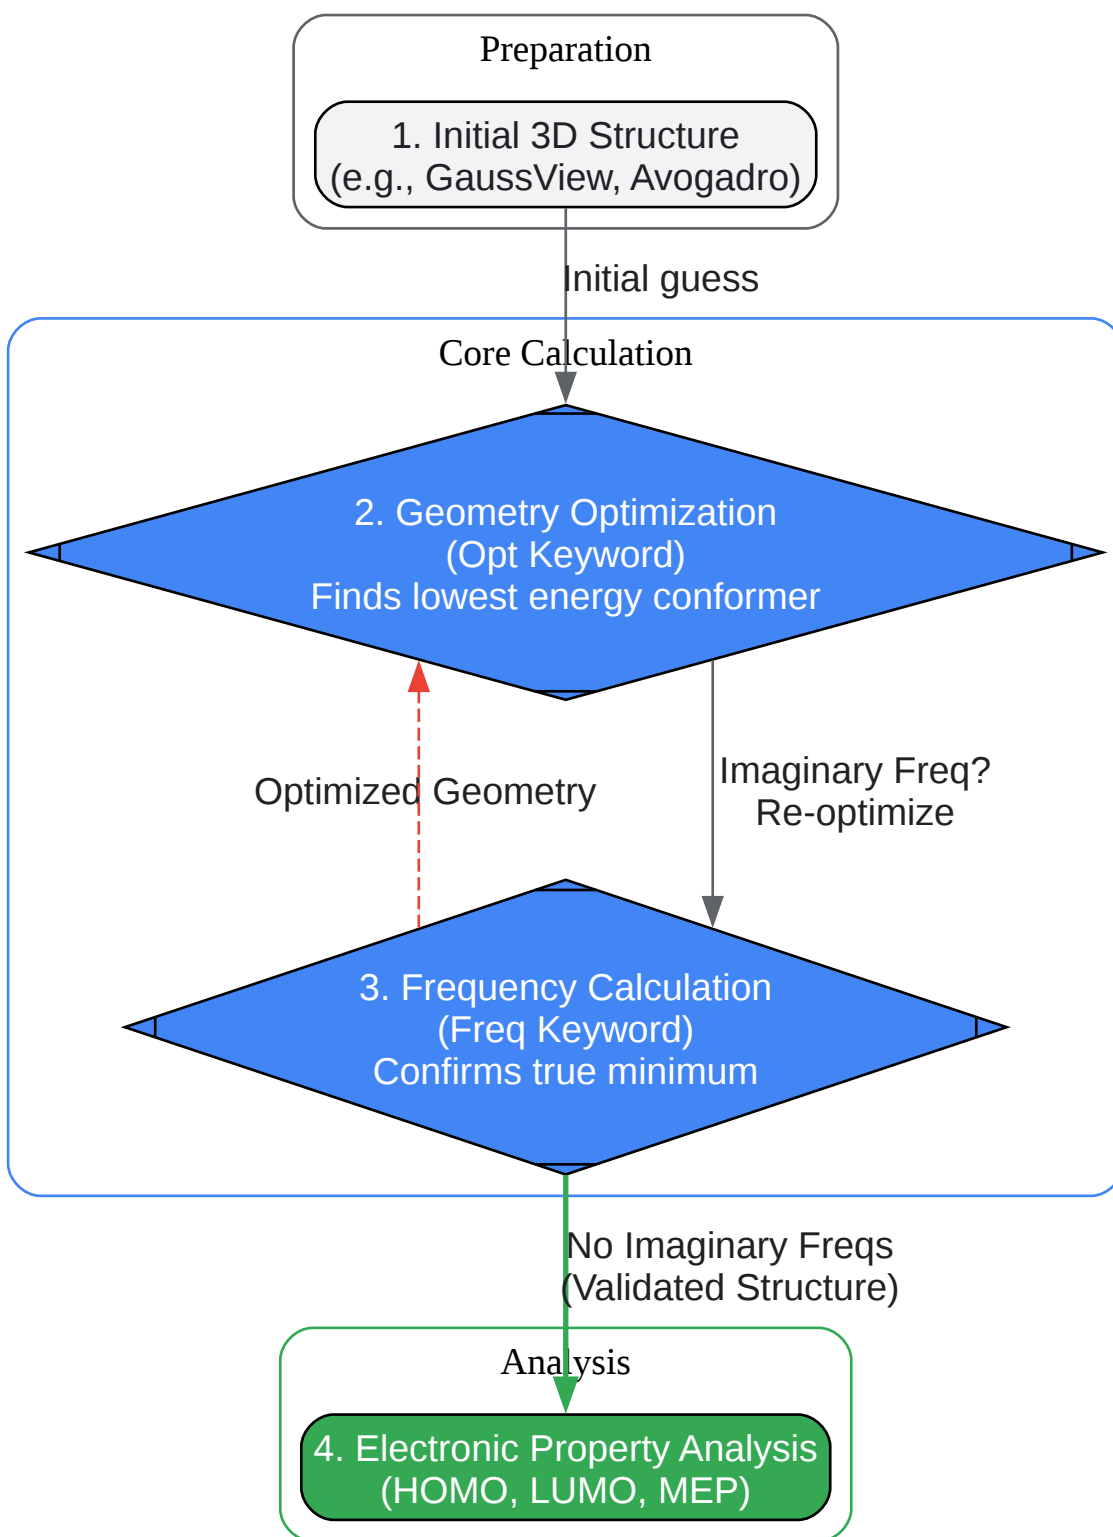 Preparation
1. Initial 3D Structure
(e.g., GaussView, Avogadro)
Initial guess
Core Calculation
2. Geometry Optimization
(Opt Keyword)
Finds lowest energy conformer
Optimized Geometry
Imaginary Freq?
Re-optimize
3. Frequency Calculation
(Freq Keyword)
Confirms true minimum
No Imaginary Freqs
(Validated Structure)
Analysis
4. Electronic Property Analysis
(HOMO, LUMO, MEP)